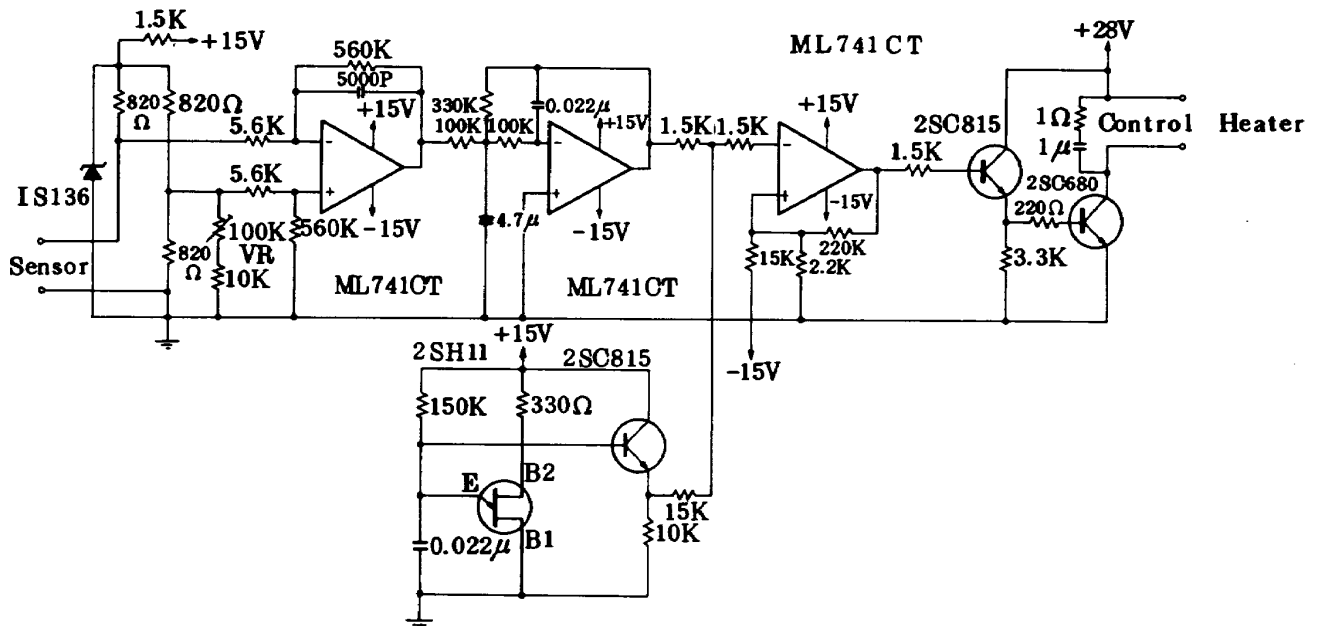 1.5K
+15V
820
Ω
820Ω
5.6K
5.6K
IS136
Sensor
820
Ω
100K
VR
10K
560K
560K
5000P
+15V
-
+
-15V
ML741CT
330K
100K
100K
0.022μ
+15V
-
+
4.7μ
-15V
ML741CT
1.5K
1.5K
ML741CT
+15V
-
+
-15V
220K
15K
2.2K
-15V
1.5K
2SC815
+28V
1Ω
1μ
Control Heater
2SC680
220Ω
3.3K
+15V
2SH11
2SC815
150K
330Ω
E
B2
B1
0.022μ
15K
10K